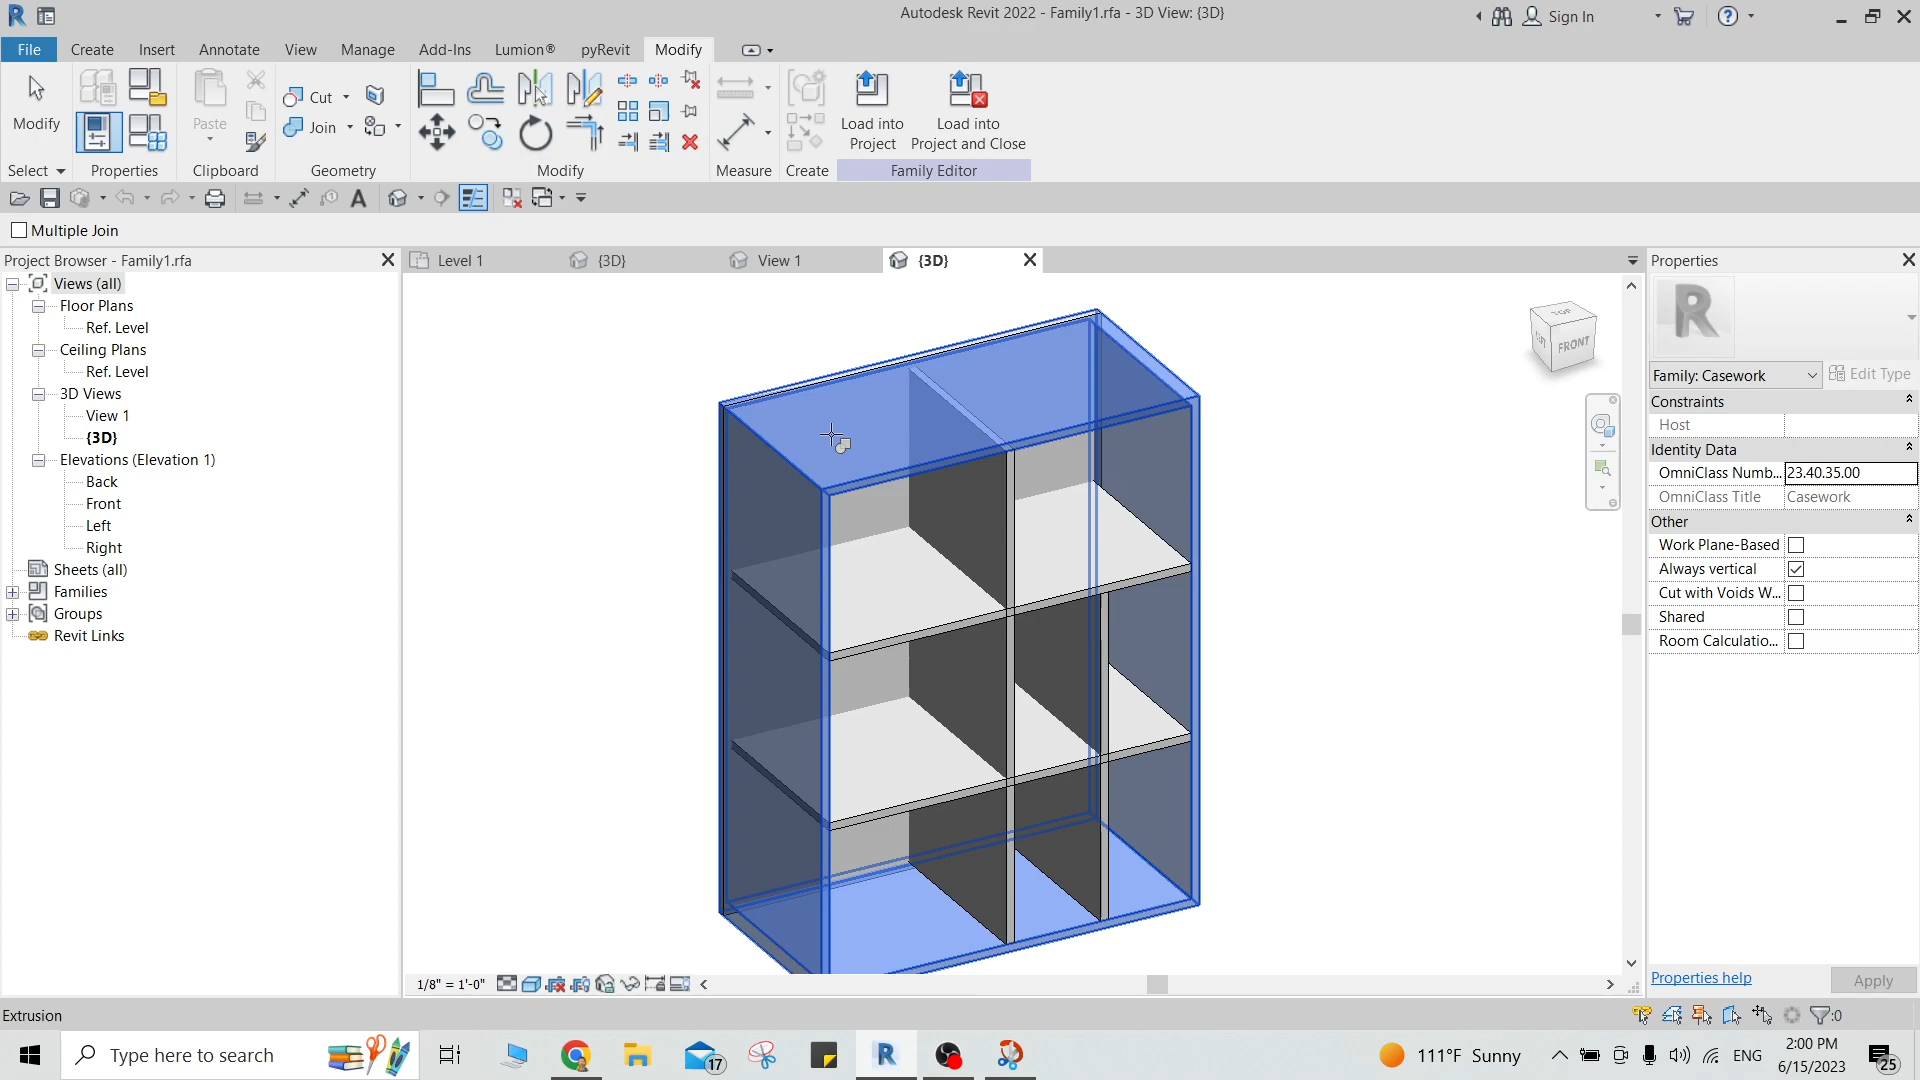 Autodesk Revit 2022 - Family1.rfa - 3D View: {3D}
Sign In
File Create Insert Annotate View Manage Add-Ins Lumion® pyRevit Modify
Modify
Paste
Cut
Join
Load into Project
Load into Project and Close
Select Properties Clipboard Geometry Modify Measure Create Family Editor
Multiple Join
Project Browser - Family1.rfa
Level 1 {3D} View 1 {3D}
Properties
Views (all)
Floor Plans
Ref. Level
Ceiling Plans
Ref. Level
3D Views
View 1
{3D}
Elevations (Elevation 1)
Back
Front
Left
Right
Sheets (all)
Families
Groups
Revit Links
TOP
FRONT
Family: Casework
Edit Type
Constraints
Host
Identity Data
OmniClass Numb... 23.40.35.00
OmniClass Title Casework
Other
Work Plane-Based
Always vertical
Cut with Voids W...
Shared
Room Calculatio...
Properties help
Apply
1/8" = 1'-0"
Extrusion
:0
Type here to search
17
111°F Sunny
ENG
2:00 PM
6/15/2023
25